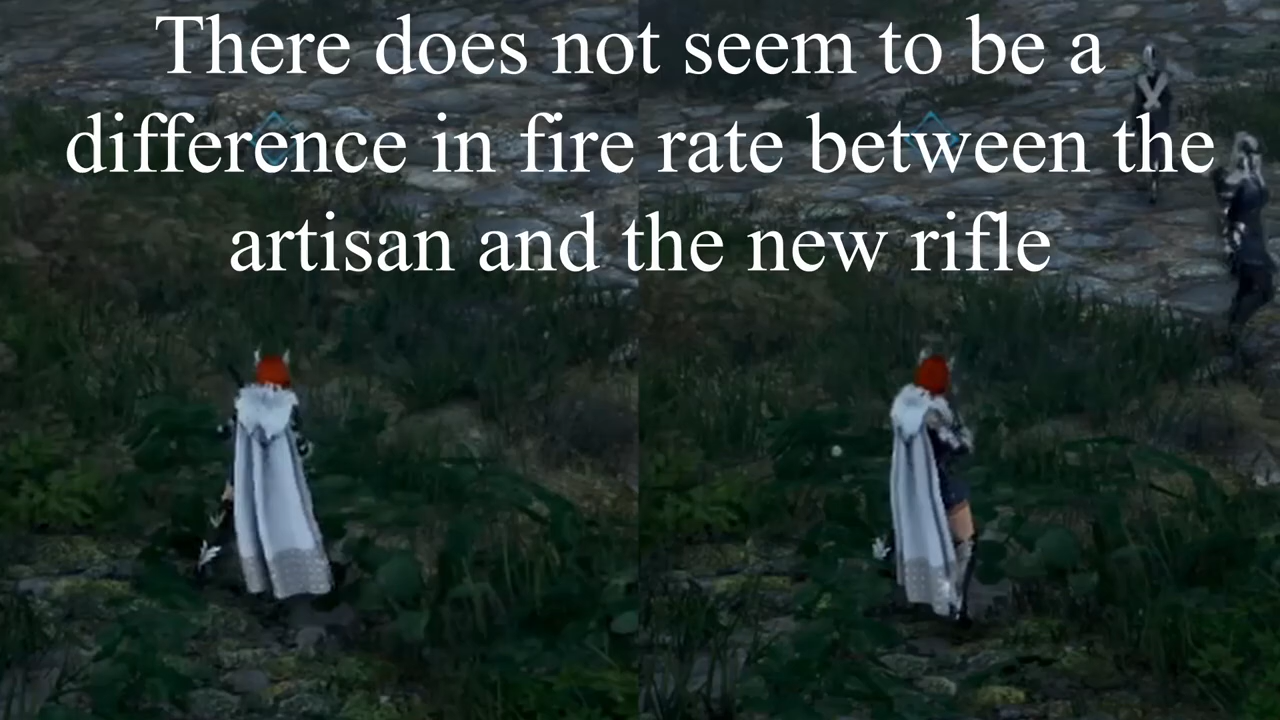 There does not seem to be a
difference in fire rate between the
artisan and the new rifle